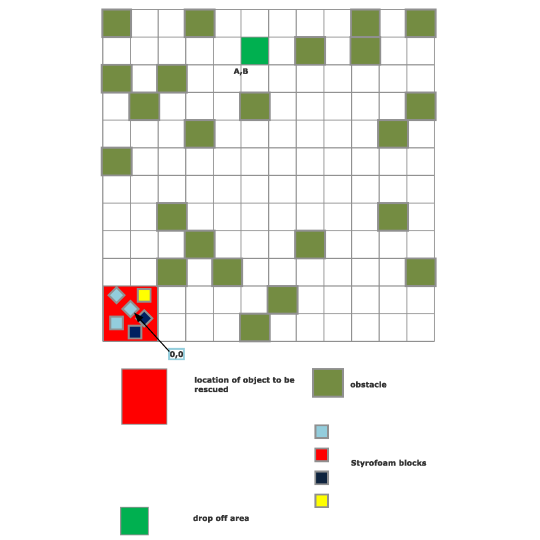 A,B
0,0
location of object to be
rescued
obstacle
Styrofoam blocks
drop off area